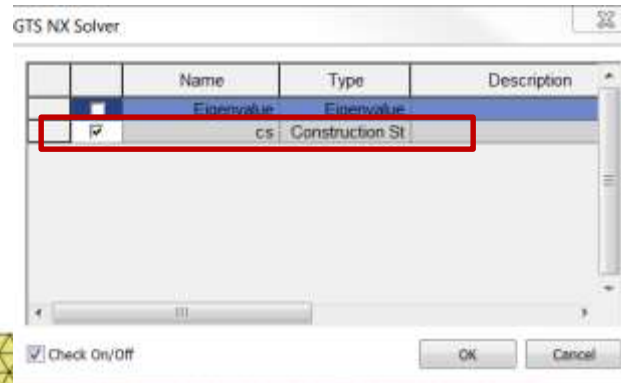 GTS NX Solver
Name Type Description
Eigenvalue Eigenvalue
cs Construction St
Check On/Off OK Cancel